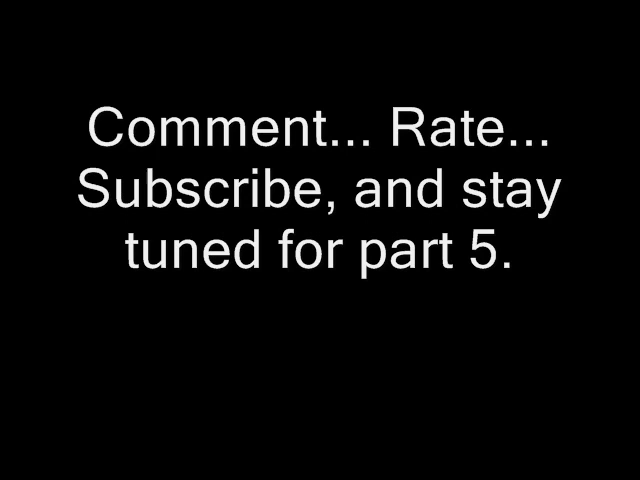 Comment... Rate...
Subscribe, and stay
tuned for part 5.